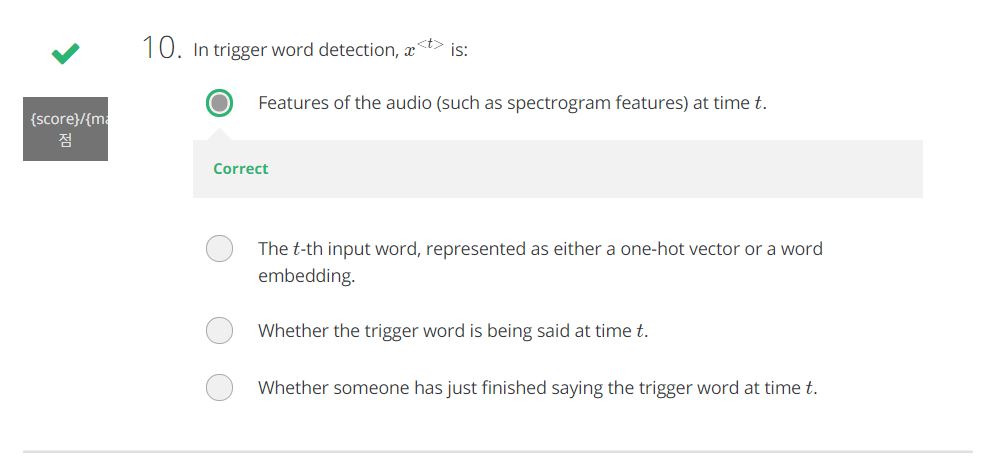 10. In trigger word detection, x<t> is:
{score}/{ma
점
Features of the audio (such as spectrogram features) at time t.
Correct
The t-th input word, represented as either a one-hot vector or a word
embedding.
Whether the trigger word is being said at time t.
Whether someone has just finished saying the trigger word at time t.